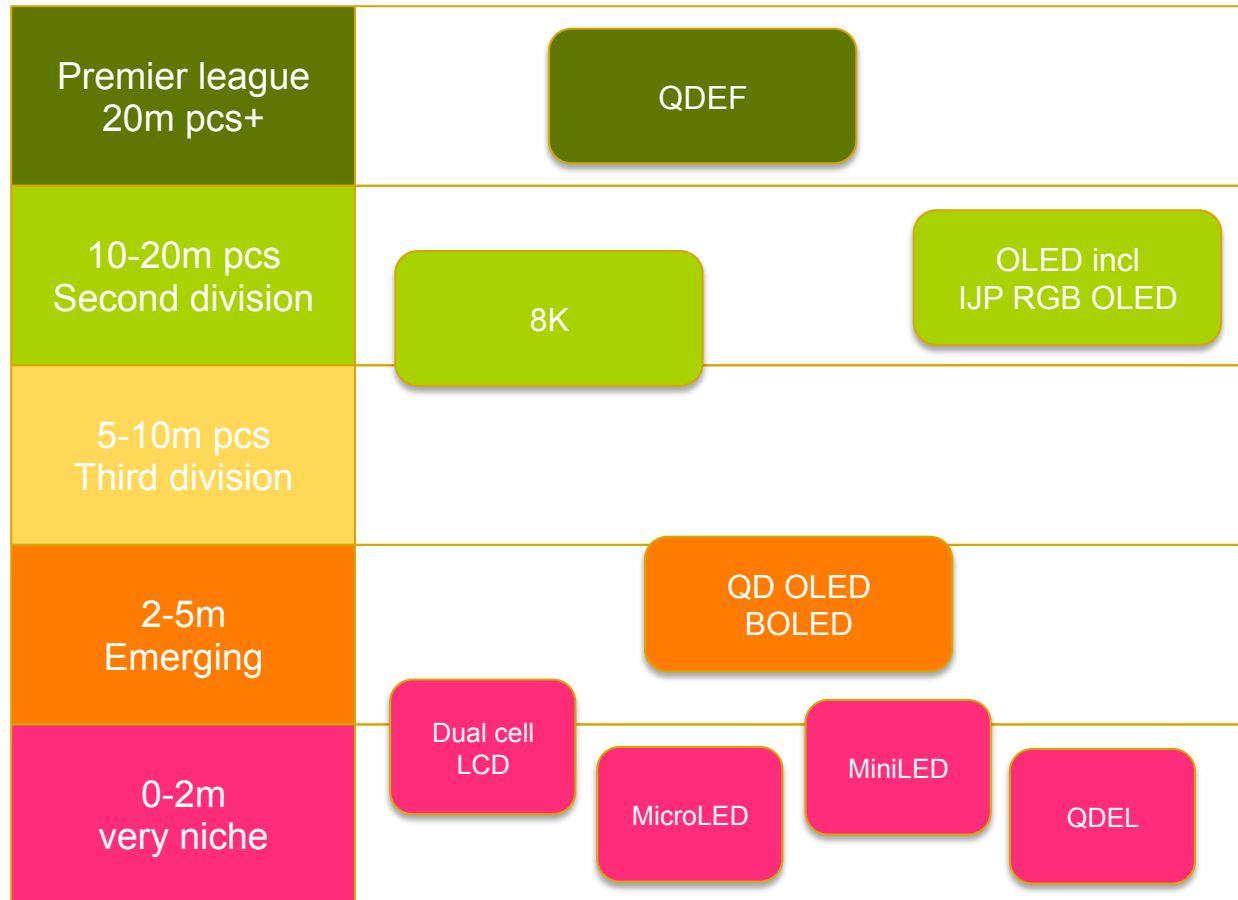 Premier league
20m pcs+
QDEF
10-20m pcs
Second division
8K
OLED incl
IJP RGB OLED
5-10m pcs
Third division
2-5m
Emerging
QD OLED
BOLED
0-2m
very niche
Dual cell
LCD
MicroLED
MiniLED
QDEL